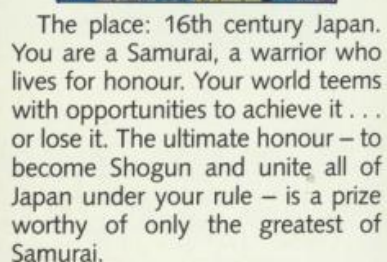 The place: 16th century Japan.
You are a Samurai, a warrior who
lives for honour. Your world teems
with opportunities to achieve it . . .
or lose it. The ultimate honour – to
become Shogun and unite all of
Japan under your rule – is a prize
worthy of only the greatest of
Samurai.